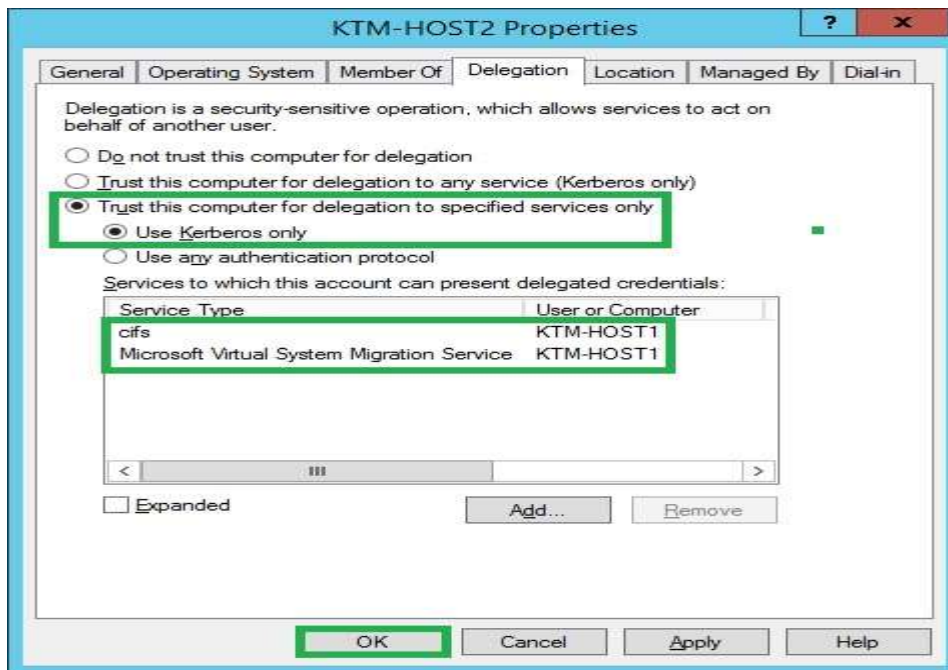 KTM-HOST2 Properties
? x
General Operating System Member Of Delegation Location Managed By Dial-in
Delegation is a security-sensitive operation, which allows services to act on
behalf of another user.
Do not trust this computer for delegation
Trust this computer for delegation to any service (Kerberos only)
Trust this computer for delegation to specified services only
Use Kerberos only
Use any authentication protocol
Services to which this account can present delegated credentials:
Service Type User or Computer
cifs KTM-HOST1
Microsoft Virtual System Migration Service KTM-HOST1
Expanded Add... Remove
OK Cancel Apply Help